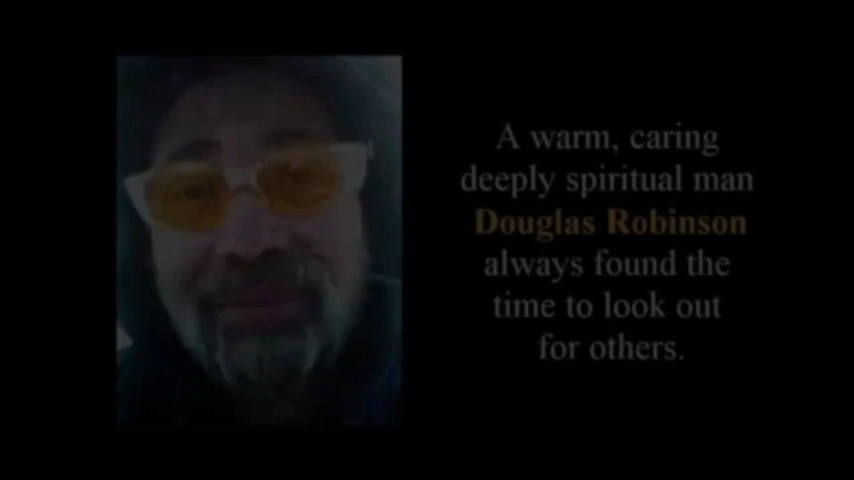 A warm, caring
deeply spiritual man
Douglas Robinson
always found the
time to look out
for others.